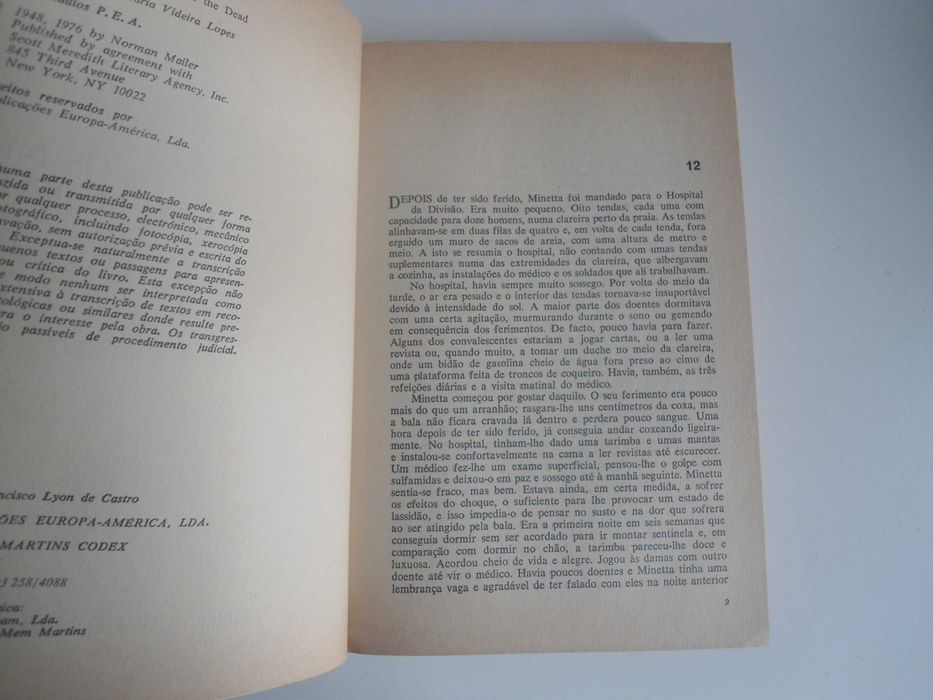 the Dead
Maria Videira Lopes
P. E. A.
1948, 1976 by Norman Mailer
Published by agreement with
Scott Meredith Literary Agency, Inc.
845 Third Avenue
New York, NY 10022
reservados por
Europa-América, Lda.
parte desta publicação pode ser re-
ou transmitida por qualquer forma
qualquer processo, electrónico, mecânico
incluindo fotocópia, xerocópia
sem autorização prévia e escrita do
Exceptua-se naturalmente a transcrição
textos ou passagens para apresen-
ou crítica do livro. Esta excepção não
modo nenhum ser interpretada como
extensiva à transcrição de textos em reco-
ou similares donde resulte pre-
o interesse pela obra. Os transgres-
passíveis de procedimento judicial.
Lyon de Castro
EUROPA-AMÉRICA, LDA.
MARTINS CODEX
258/4088
Lda.
Mem Martins
12
DEPOIS de ter sido ferido, Minetta foi mandado para o Hospital
da Divisão. Era muito pequeno. Oito tendas, cada uma com
capacidade para doze homens, numa clareira perto da praia. As tendas
alinhavam-se em duas filas de quatro e, em volta de cada tenda, fora
erguido um muro de sacos de areia, com uma altura de metro e
meio. A isto se resumia o hospital, não contando com umas tendas
suplementares numa das extremidades da clareira, que albergavam
a cozinha, as instalações do médico e os soldados que ali trabalhavam.
No hospital, havia sempre muito sossego. Por volta do meio da
tarde, o ar era pesado e o interior das tendas tornava-se insuportável
devido à intensidade do sol. A maior parte dos doentes dormitava
com uma certa agitação, murmurando durante o sono ou gemendo
em consequência dos ferimentos. De facto, pouco havia para fazer.
Alguns dos convalescentes estariam a jogar cartas, ou a ler uma
revista ou, quando muito, a tomar um duche no meio da clareira,
onde um bidão de gasolina cheio de água fora preso ao cimo de
uma plataforma feita de troncos de coqueiro. Havia, também, as três
refeições diárias e a visita matinal do médico.
Minetta começou por gostar daquilo. O seu ferimento era pouco
mais do que um arranhão; rasgara-lhe uns centímetros da coxa, mas
a bala não ficara cravada lá dentro e perdera pouco sangue. Uma
hora depois de ter sido ferido, já conseguia andar coxeando ligeira-
mente. No hospital, tinham-lhe dado uma tarimba e umas mantas
e instalou-se confortavelmente na cama a ler revistas até escurecer.
Um médico fez-lhe um exame superficial, pensou-lhe o golpe com
sulfamidas e deixou-o em paz e sossego até à manhã seguinte. Minetta
sentia-se fraco, mas bem. Estava ainda, em certa medida, a sofrer
os efeitos do choque, o suficiente para lhe provocar um estado de
lassidão, e isso impedia-o de pensar no susto e na dor que sofrera
ao ser atingido pela bala. Era a primeira noite em seis semanas que
conseguia dormir sem ser acordado para ir montar sentinela e, em
comparação com dormir no chão, a tarimba pareceu-lhe doce e
luxuosa. Acordou cheio de vida e alegre. Jogou às damas com outro
doente até vir o médico. Havia poucos doentes e Minetta tinha uma
lembrança vaga e agradável de ter falado com eles na noite anterior
9